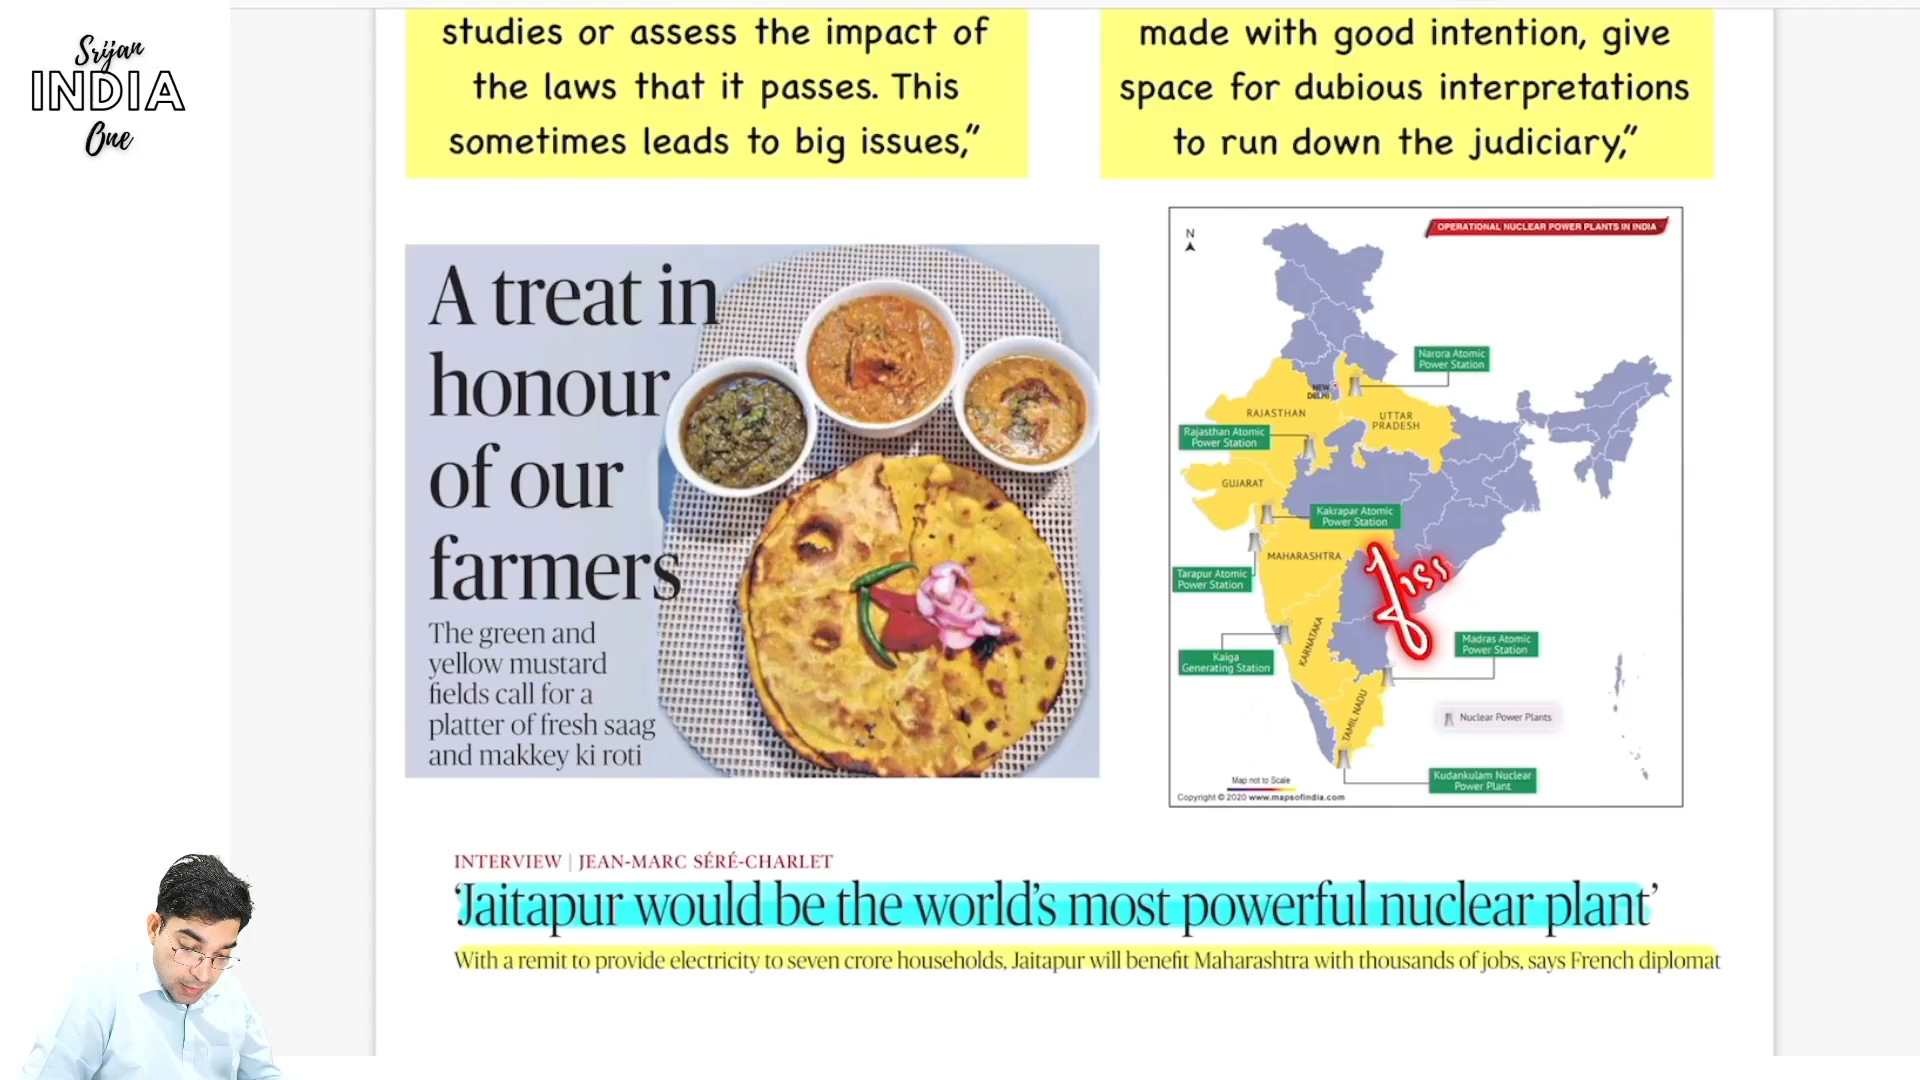 Srijan
INDIA
One
studies or assess the impact of
the laws that it passes. This
sometimes leads to big issues,”
made with good intention, give
space for dubious interpretations
to run down the judiciary,”
A treat in
honour
of our
farmers
The green and
yellow mustard
fields call for a
platter of fresh saag
and makkey ki roti
OPERATIONAL NUCLEAR POWER PLANTS IN INDIA
N
Narora Atomic
Power Station
NEW
DELHI
RAJASTHAN
UTTAR
PRADESH
Rajasthan Atomic
Power Station
GUJARAT
Kakrapar Atomic
Power Station
MAHARASHTRA
Tarapur Atomic
Power Station
KARNATAKA
Madras Atomic
Power Station
Kaiga
Generating Station
TAMIL NADU
Nuclear Power Plants
Kudankulam Nuclear
Power Plant
Map not to Scale
Copyright © 2020 www.mapsofindia.com
INTERVIEW | JEAN-MARC SÉRÉ-CHARLET
‘Jaitapur would be the world’s most powerful nuclear plant’
With a remit to provide electricity to seven crore households, Jaitapur will benefit Maharashtra with thousands of jobs, says French diplomat